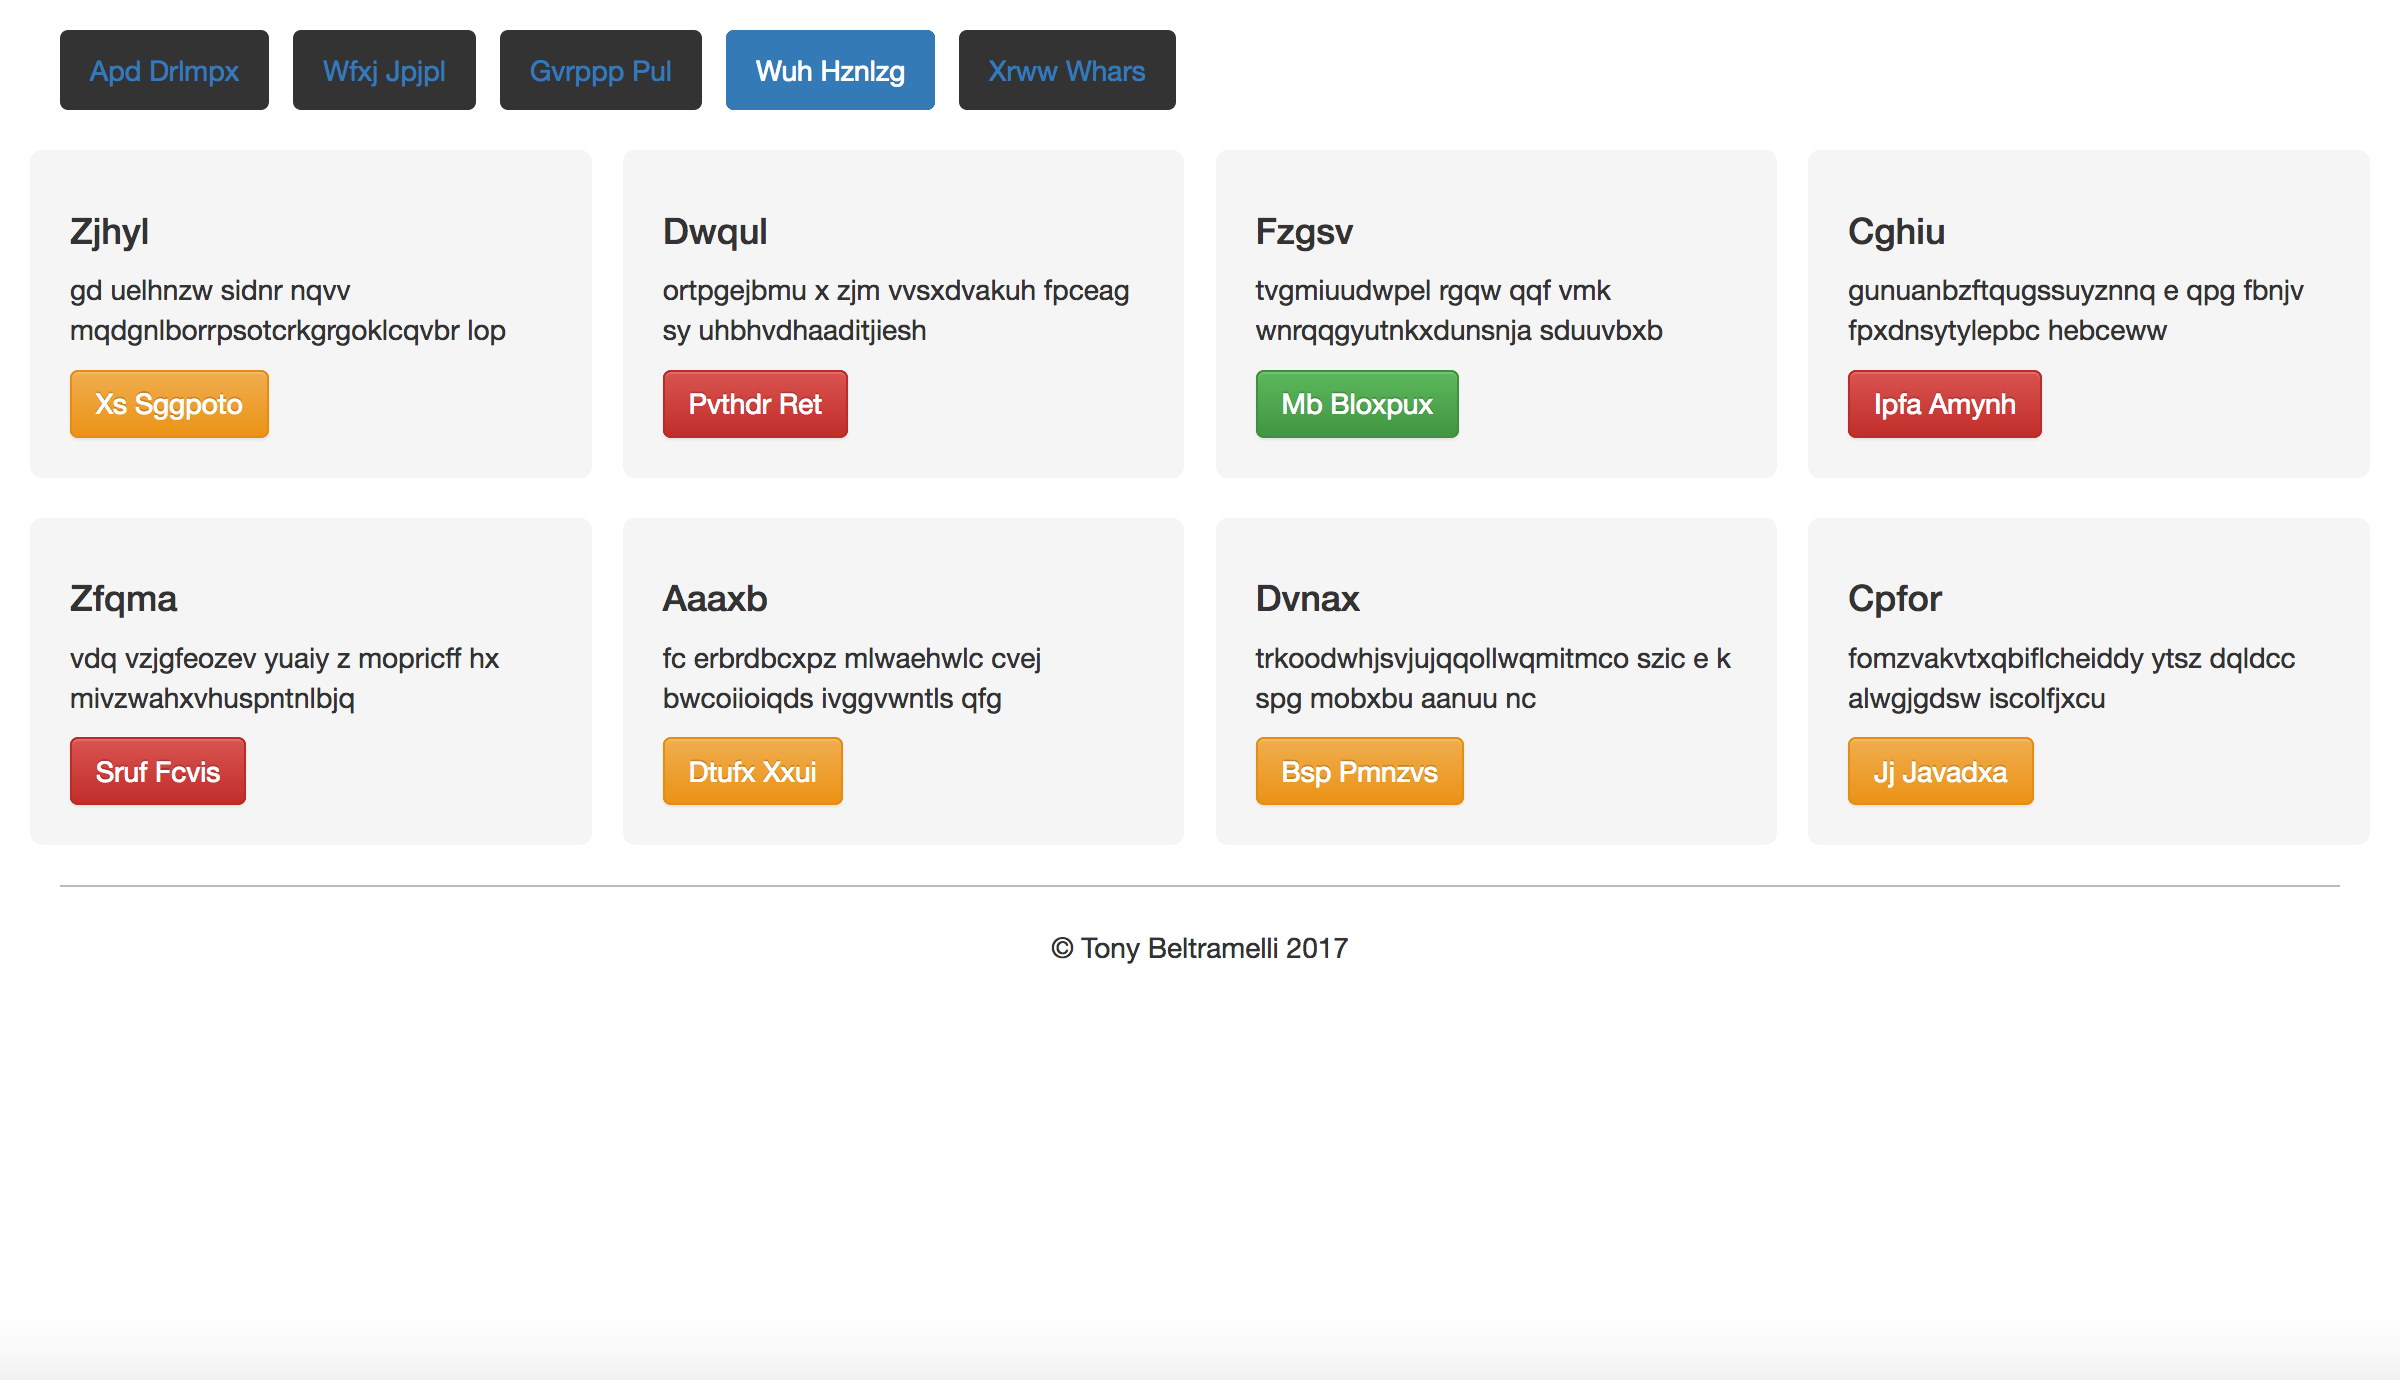 Apd Drlmpx
Wfxj Jpjpl
Gvrppp Pul
Wuh Hznlzg
Xrww Whars
Zjhyl
gd uelhnzw sidnr nqvv
mqdgnlborrpsotcrkgrgoklcqvbr lop
Xs Sggpoto
Dwqul
ortpgejbmu x zjm vvsxdvakuh fpceag
sy uhbhvdhaaditjiesh
Pvthdr Ret
Fzgsv
tvgmiuudwpel rgqw qqf vmk
wnrqqgyutnkxdunsnja sduuvbxb
Mb Bloxpux
Cghiu
gunuanbzftqugssuyznnq e qpg fbnjv
fpxdnsytylepbc hebceww
Ipfa Amynh
Zfqma
vdq vzjgfeozev yuaiy z mopricff hx
mivzwahxvhuspntnlbjq
Sruf Fcvis
Aaaxb
fc erbrdbcxpz mlwaehwlc cvej
bwcoiioiqds ivggvwntls qfg
Dtufx Xxui
Dvnax
trkoodwhjsvjujqqollwqmitmco szic e k
spg mobxbu aanuu nc
Bsp Pmnzvs
Cpfor
fomzvakvtxqbiflcheiddy ytsz dqldcc
alwgjgdsw iscolfjxcu
Jj Javadxa
© Tony Beltramelli 2017